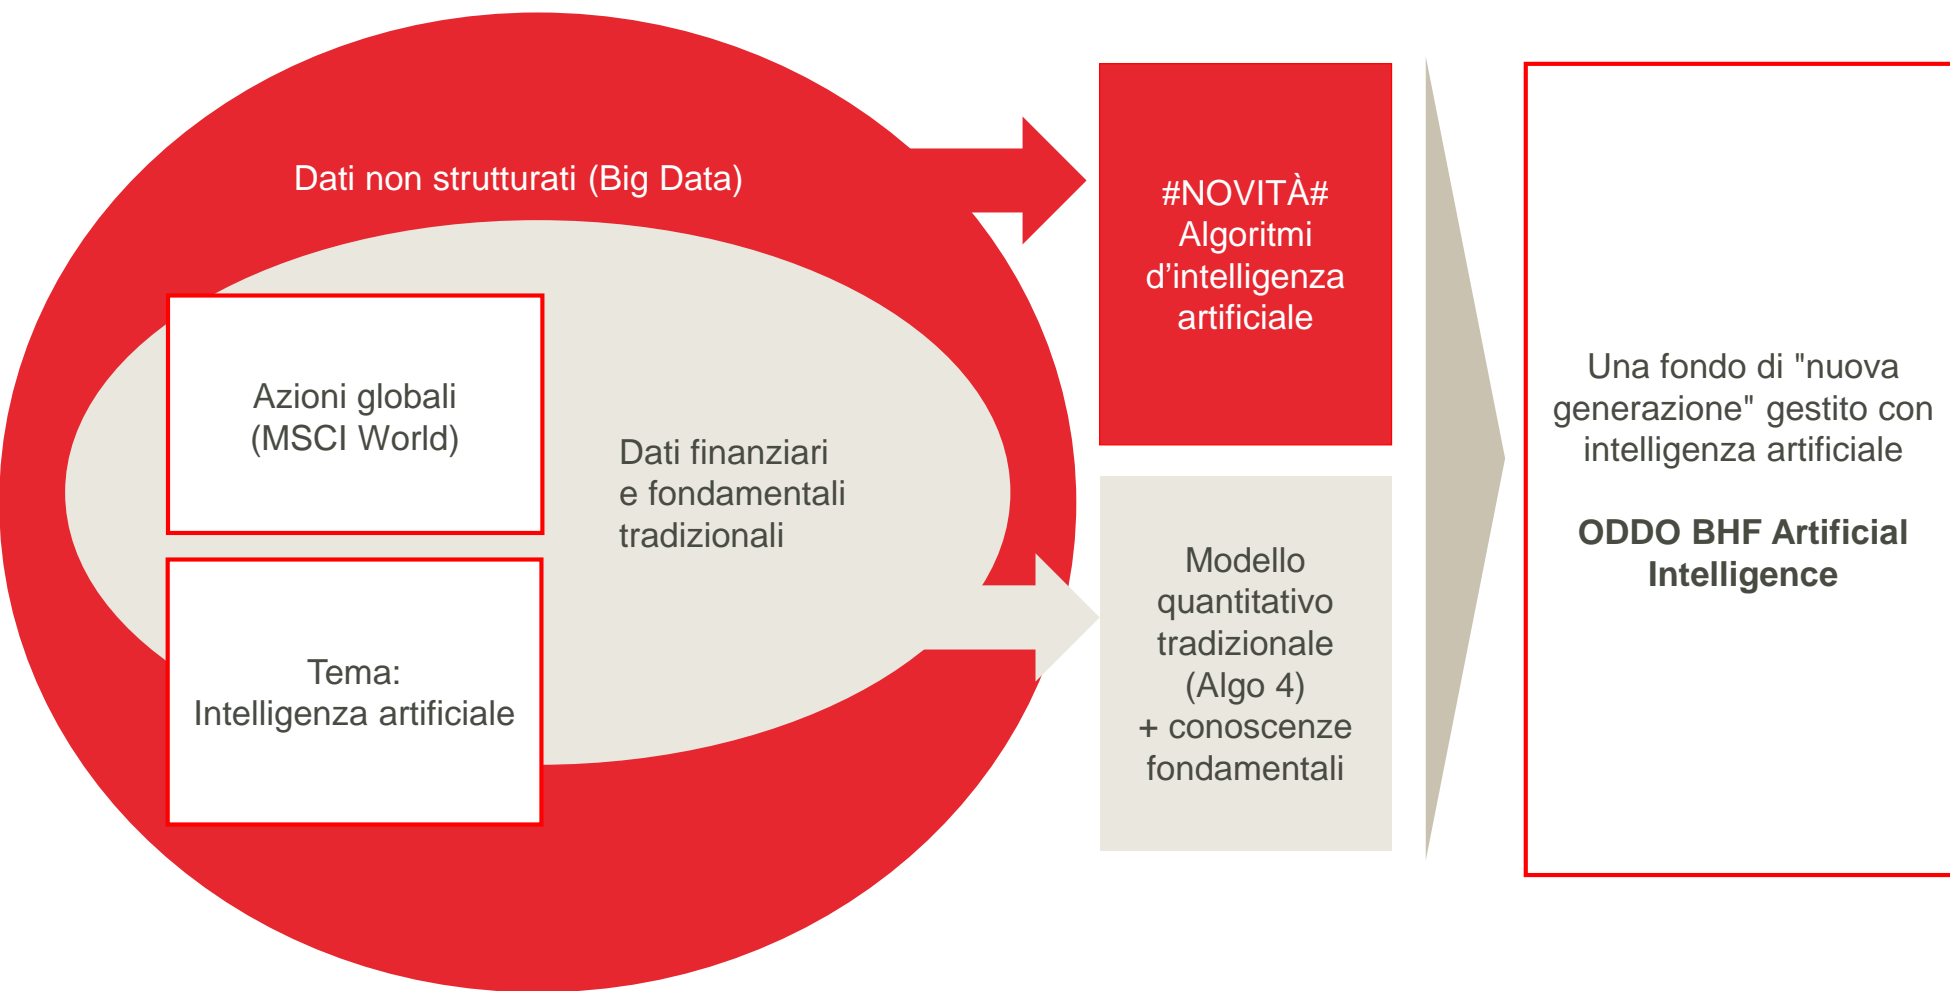 Dati non strutturati (Big Data)
Azioni globali
(MSCI World)
Dati finanziari
e fondamentali
tradizionali
Tema:
Intelligenza artificiale
#NOVITÀ#
Algoritmi
d’intelligenza
artificiale
Modello
quantitativo
tradizionale
(Algo 4)
+ conoscenze
fondamentali
Una fondo di "nuova
generazione" gestito con
intelligenza artificiale
ODDO BHF Artificial
Intelligence